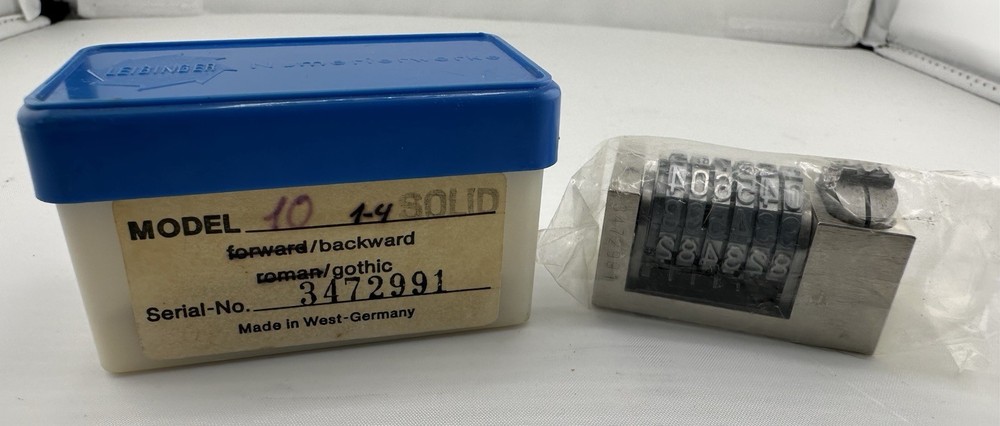 LEIBINGER Numerierwerke
MODEL 10 1-4 SOLID
forward/backward
roman/gothic
Serial-No. 3472991
Made in West-Germany